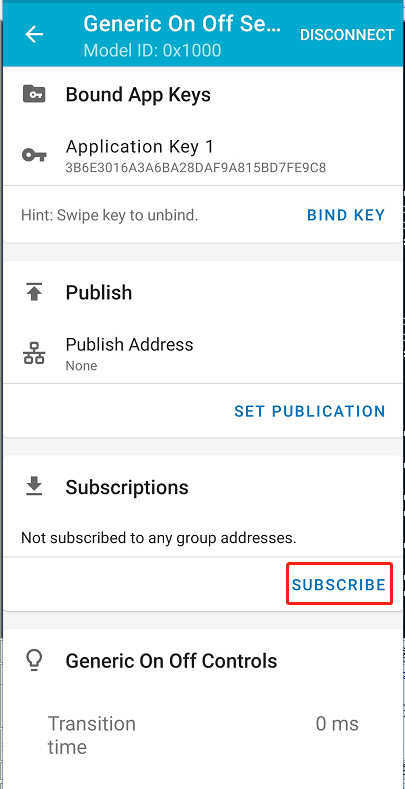 Generic On Off Se...
Model ID: 0x1000
DISCONNECT
Bound App Keys
Application Key 1
3B6E3016A3A6BA28DAF9A815BD7FE9C8
Hint: Swipe key to unbind.
BIND KEY
Publish
Publish Address
None
SET PUBLICATION
Subscriptions
Not subscribed to any group addresses.
SUBSCRIBE
Generic On Off Controls
Transition
time
0 ms